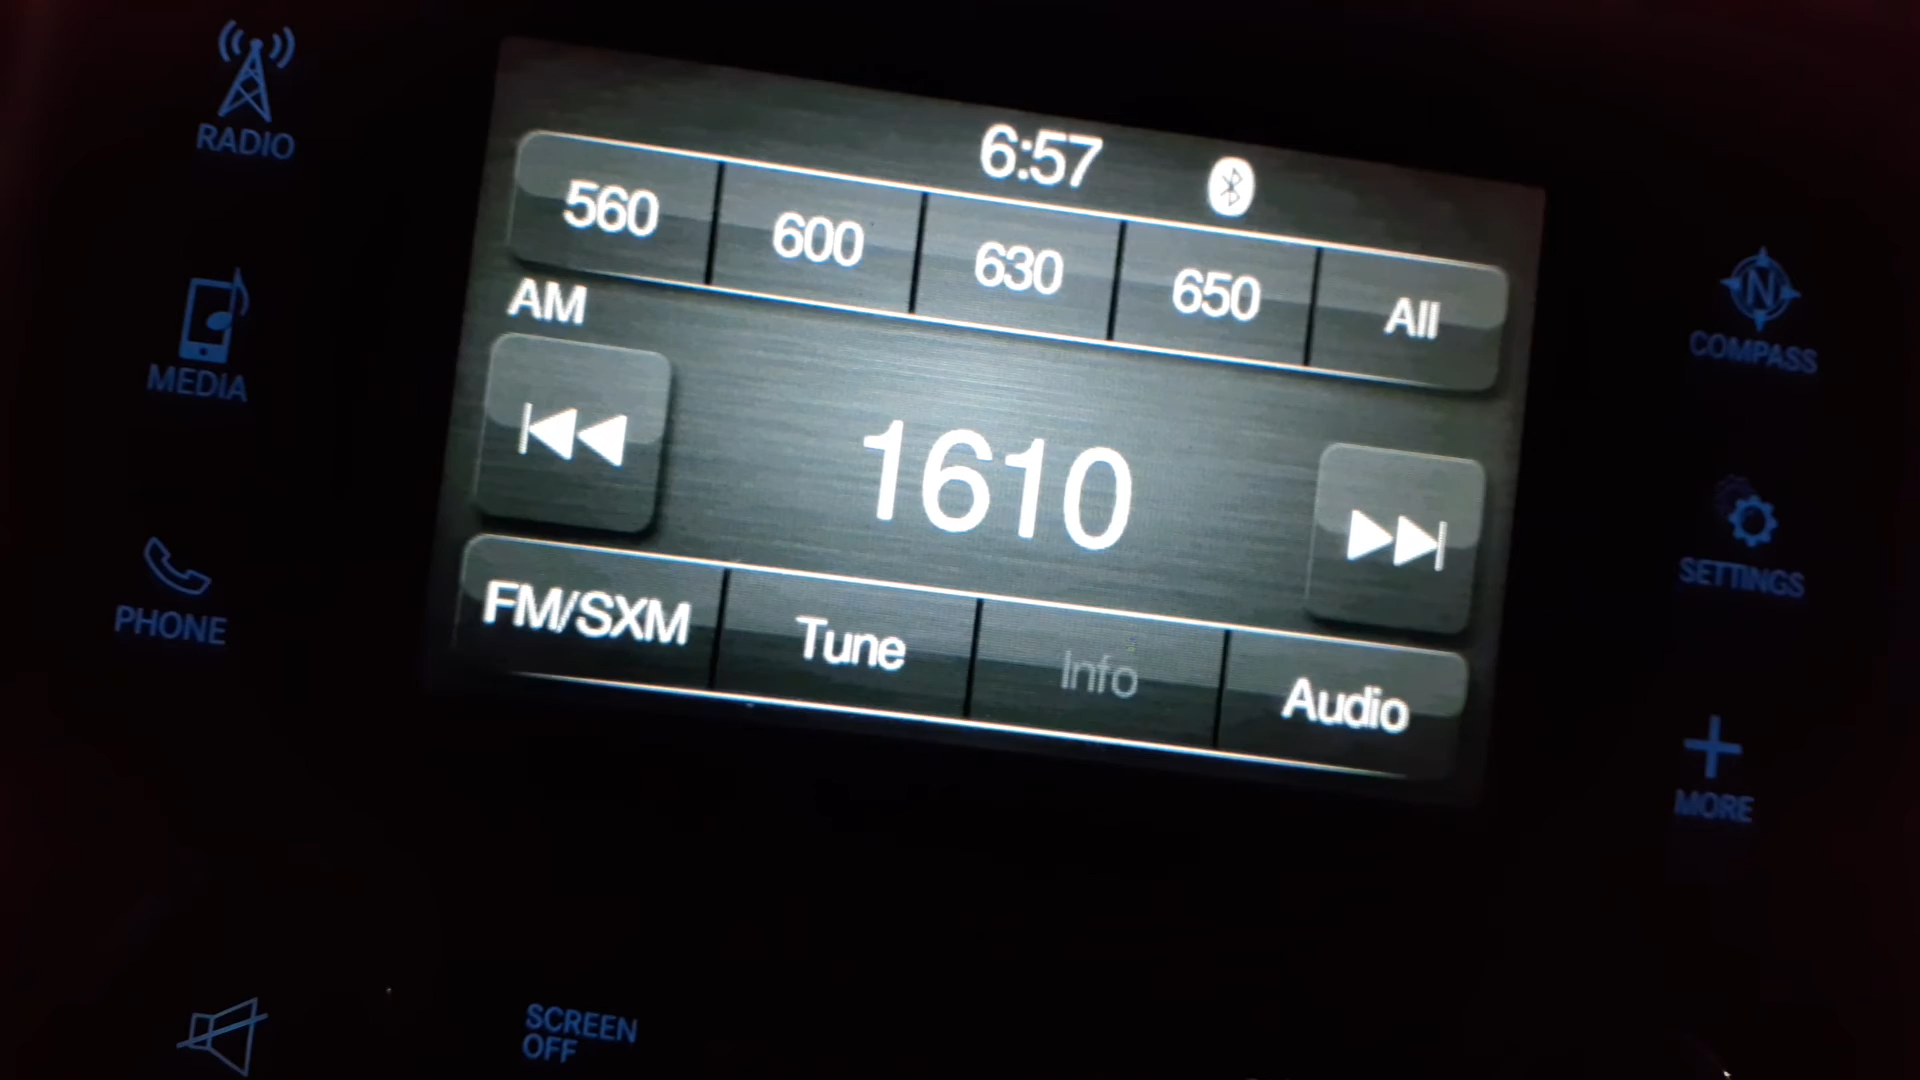 RADIO
6:57
560 600 630 650 All
AM
1610
FM/SXM Tune Info Audio
MEDIA
PHONE
N
COMPASS
SETTINGS
MORE
SCREEN
OFF